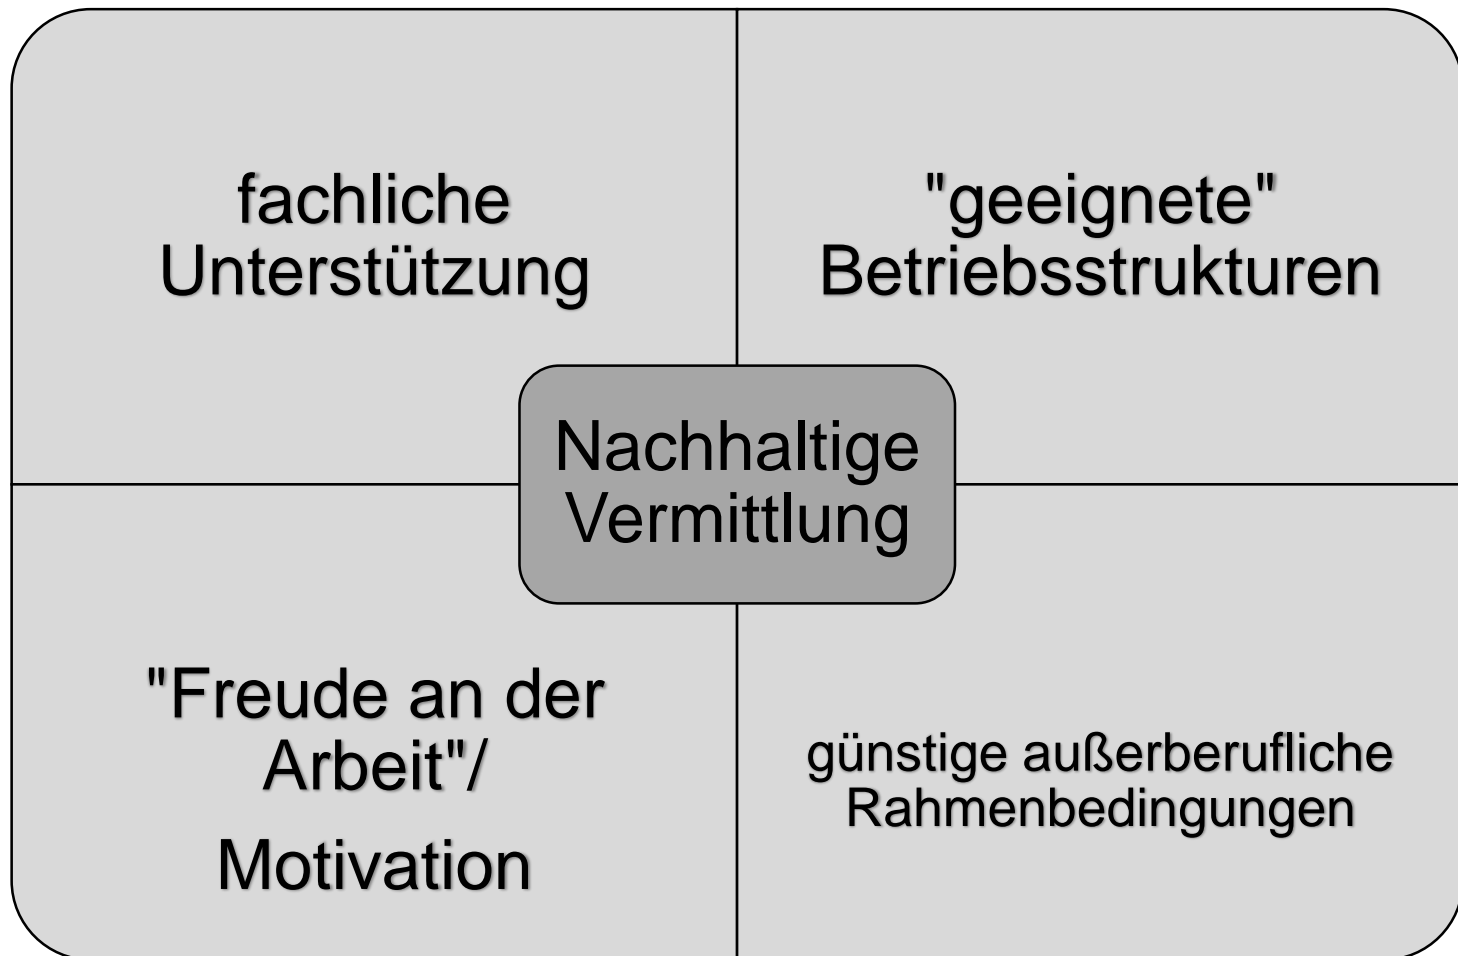 fachliche
Unterstützung
"geeignete"
Betriebsstrukturen
Nachhaltige
Vermittlung
"Freude an der
Arbeit"/
Motivation
günstige außerberufliche
Rahmenbedingungen